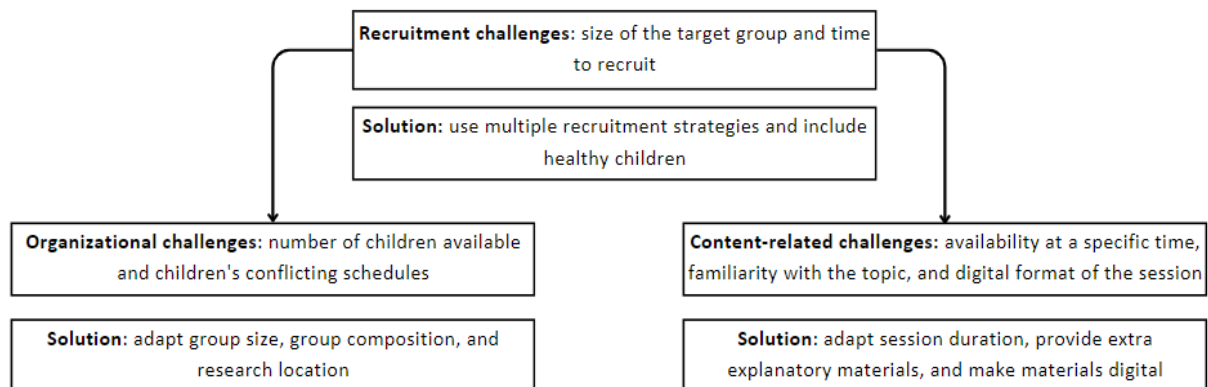 Recruitment challenges: size of the target group and time
to recruit
Solution: use multiple recruitment strategies and include
healthy children
Organizational challenges: number of children available
and children's conflicting schedules
Solution: adapt group size, group composition, and
research location
Content-related challenges: availability at a specific time,
familiarity with the topic, and digital format of the session
Solution: adapt session duration, provide extra
explanatory materials, and make materials digital